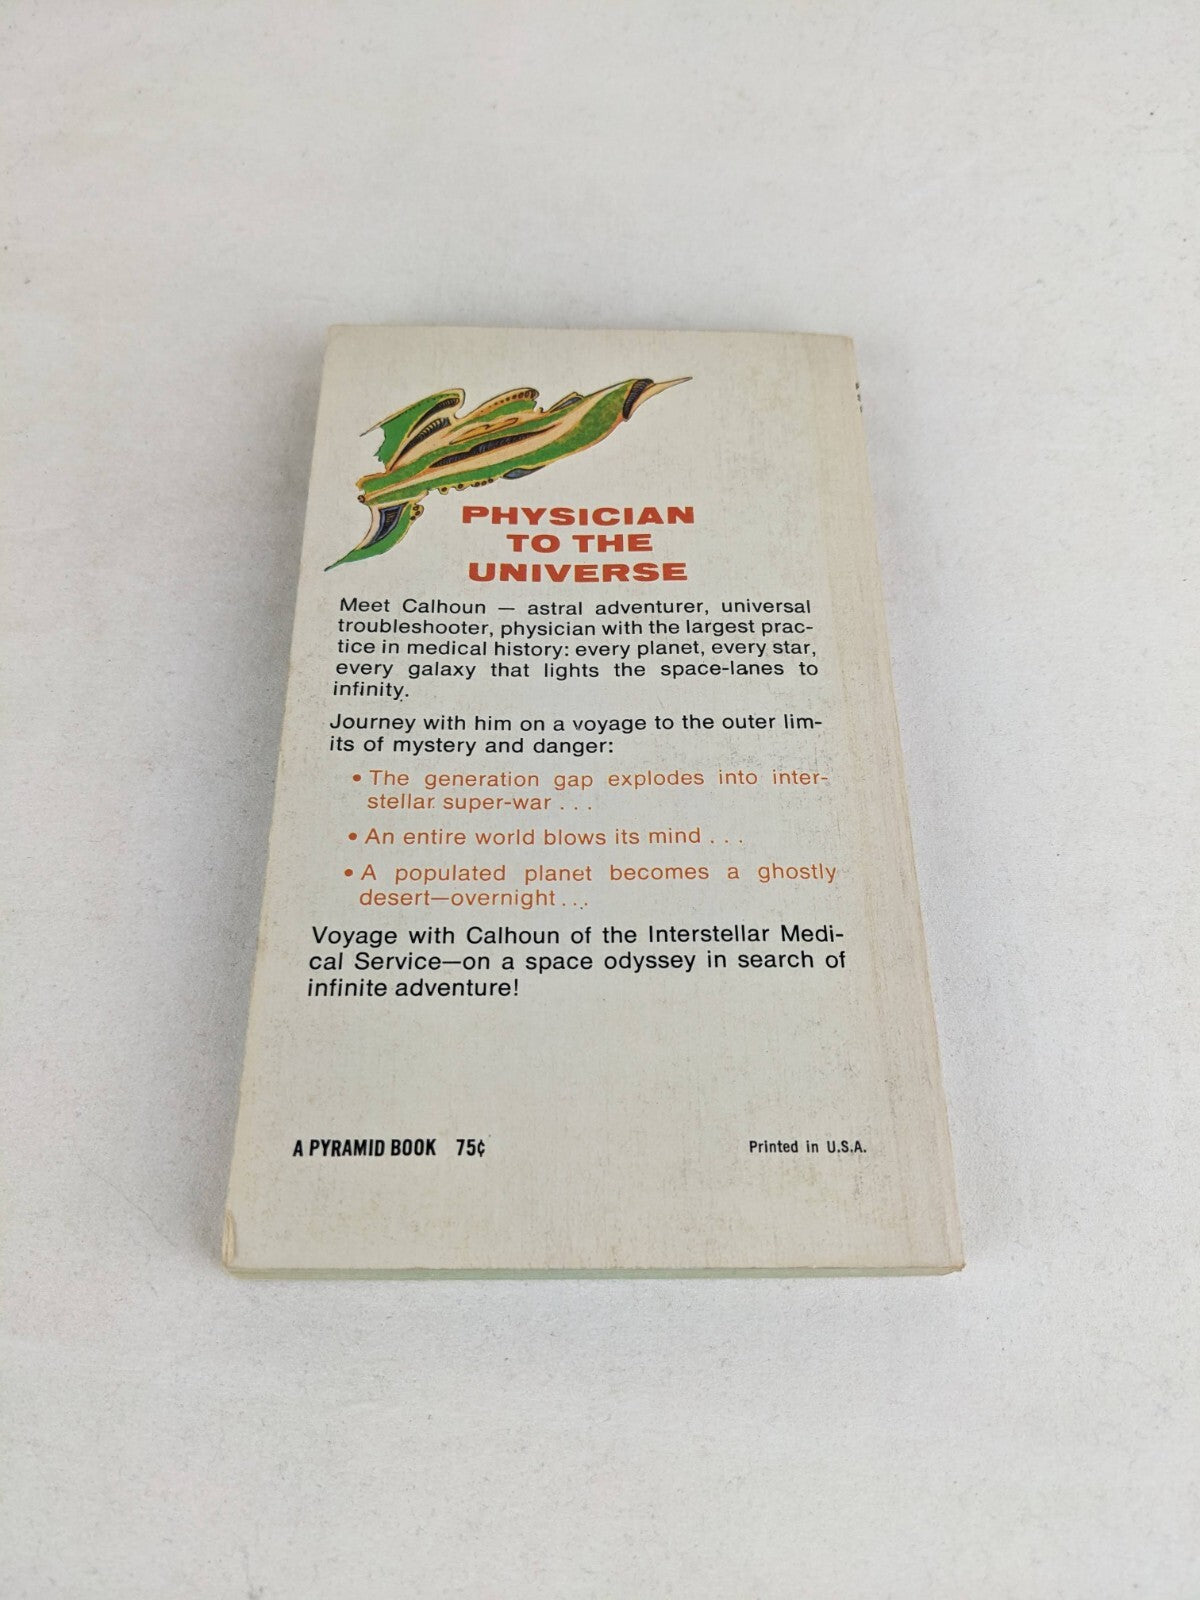 PHYSICIAN
TO THE
UNIVERSE
Meet Calhoun — astral adventurer, universal
troubleshooter, physician with the largest prac-
tice in medical history: every planet, every star,
every galaxy that lights the space-lanes to
infinity.
Journey with him on a voyage to the outer lim-
its of mystery and danger:
• The generation gap explodes into inter-
stellar super-war . . .
• An entire world blows its mind . . .
• A populated planet becomes a ghostly
desert—overnight . . .
Voyage with Calhoun of the Interstellar Medi-
cal Service—on a space odyssey in search of
infinite adventure!
A PYRAMID BOOK 75¢
Printed in U.S.A.